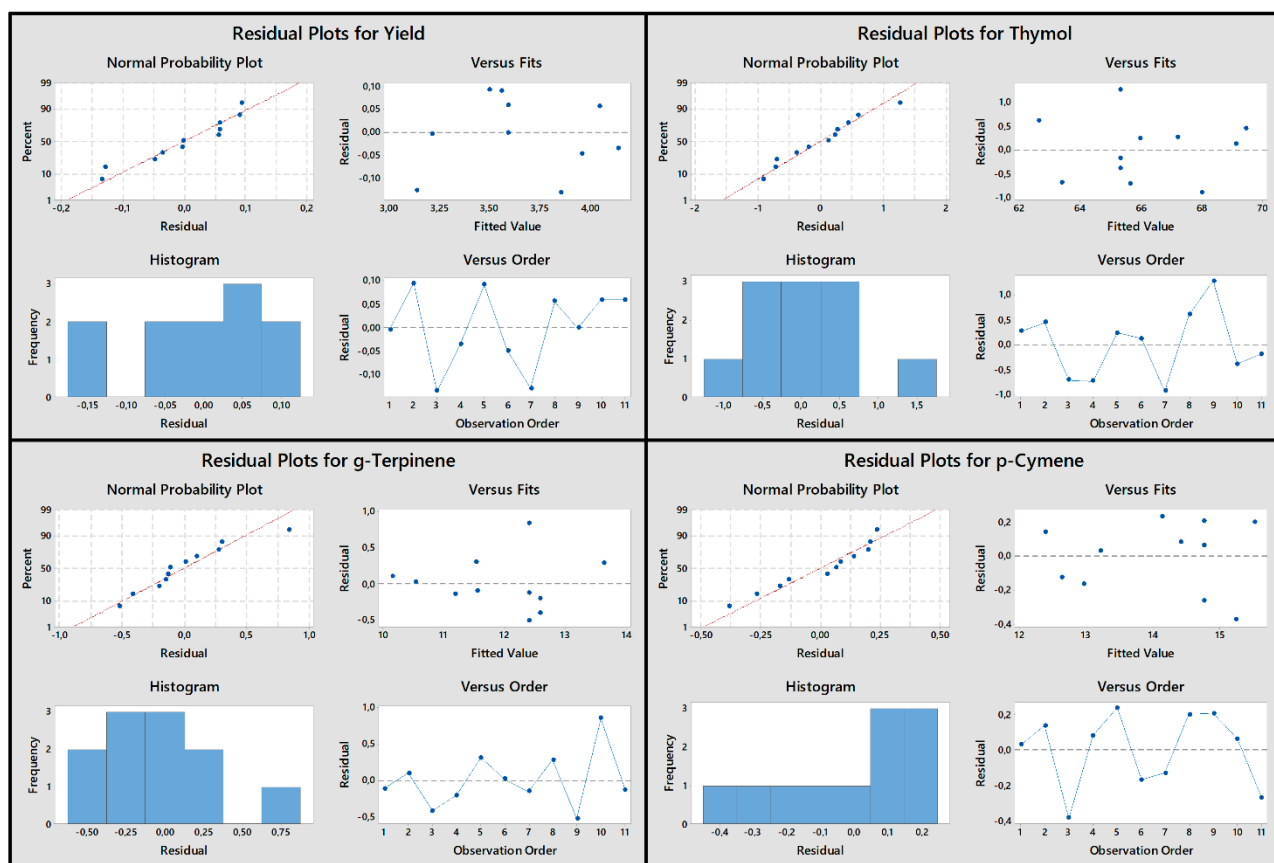 Residual Plots for Yield
Normal Probability Plot
99
90
50
10
1
Percent
-0,2 -0,1 0,0 0,1 0,2
Residual
Versus Fits
0,10
0,05
0,00
-0,05
-0,10
Residual
3,00 3,25 3,50 3,75 4,00
Fitted Value
Histogram
3
2
1
0
Frequency
-0,15 -0,10 -0,05 0,00 0,05 0,10
Residual
Versus Order
0,10
0,05
0,00
-0,05
-0,10
Residual
1 2 3 4 5 6 7 8 9 10 11
Observation Order
Residual Plots for Thymol
Normal Probability Plot
99
90
50
10
1
Percent
-2 -1 0 1 2
Residual
Versus Fits
1,0
0,5
0,0
-0,5
-1,0
Residual
62 64 66 68 70
Fitted Value
Histogram
3
2
1
0
Frequency
-1,0 -0,5 0,0 0,5 1,0 1,5
Residual
Versus Order
1,0
0,5
0,0
-0,5
-1,0
Residual
1 2 3 4 5 6 7 8 9 10 11
Observation Order
Residual Plots for g-Terpinene
Normal Probability Plot
99
90
50
10
1
Percent
-1,0 -0,5 0,0 0,5 1,0
Residual
Versus Fits
1,0
0,5
0,0
-0,5
Residual
10 11 12 13 14
Fitted Value
Histogram
3
2
1
0
Frequency
-0,50 -0,25 0,00 0,25 0,50 0,75
Residual
Versus Order
1,0
0,5
0,0
-0,5
Residual
1 2 3 4 5 6 7 8 9 10 11
Observation Order
Residual Plots for p-Cymene
Normal Probability Plot
99
90
50
10
1
Percent
-0,50 -0,25 0,00 0,25 0,50
Residual
Versus Fits
0,2
0,0
-0,2
-0,4
Residual
12 13 14 15
Fitted Value
Histogram
3
2
1
0
Frequency
-0,4 -0,3 -0,2 -0,1 0,0 0,1 0,2
Residual
Versus Order
0,2
0,0
-0,2
-0,4
Residual
1 2 3 4 5 6 7 8 9 10 11
Observation Order